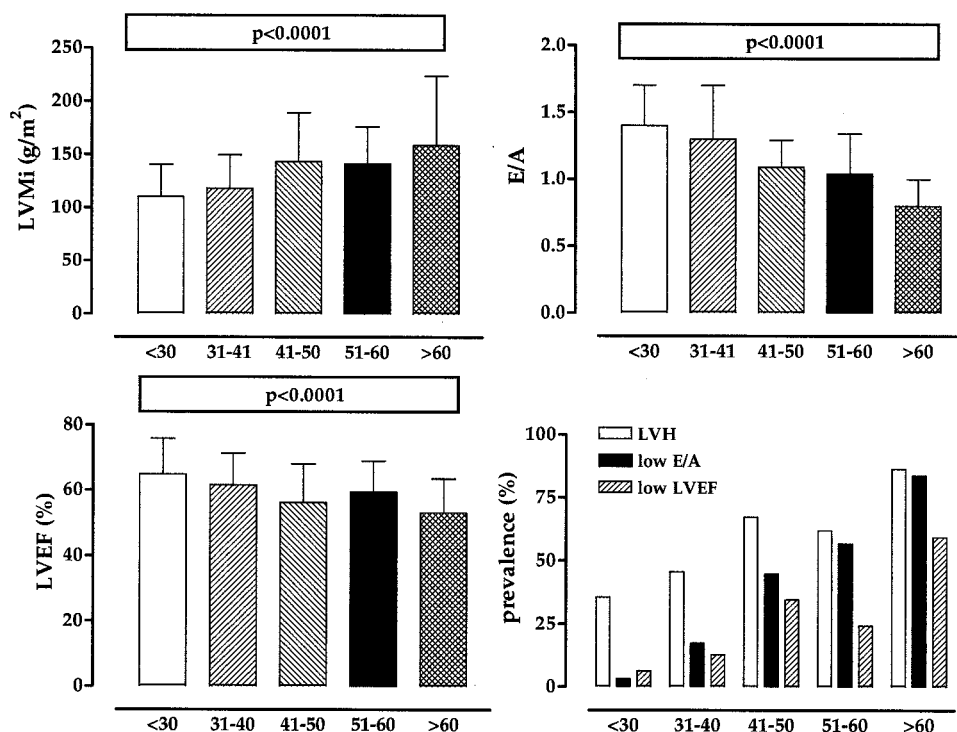 p<0.0001
LVMi (g/m²)
250
200
150
100
50
0
<30 31-41 41-50 51-60 >60
p<0.0001
E/A
2.0
1.5
1.0
0.5
0.0
<30 31-41 41-50 51-60 >60
p<0.0001
LVEF (%)
80
60
40
20
0
<30 31-40 41-50 51-60 >60
prevalence (%)
100
75
50
25
0
LVH
low E/A
low LVEF
<30 31-40 41-50 51-60 >60